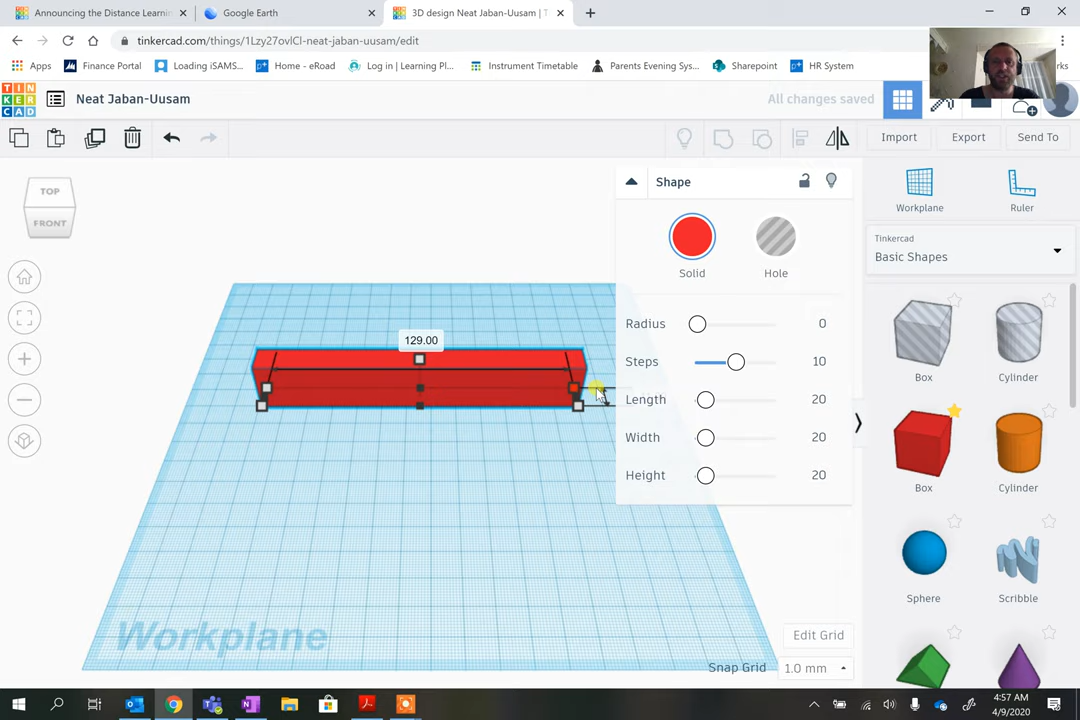 Announcing the Distance Learnin
Google Earth
3D design Neat Jaban-Uusam | T
tinkercad.com/things/1Lzy27ovlCl-neat-jaban-uusam/edit
Apps
Finance Portal
Loading iSAMS...
Home - eRoad
Log in | Learning Pl...
Instrument Timetable
Parents Evening Sys...
Sharepoint
HR System
rks
TIN
KER
CAD
Neat Jaban-Uusam
All changes saved
Import
Export
Send To
TOP
FRONT
Shape
Solid
Hole
Radius 0
Steps 10
Length 20
Width 20
Height 20
129.00
Workplane
Ruler
Tinkercad
Basic Shapes
Box
Cylinder
Box
Cylinder
Sphere
Scribble
Workplane
Edit Grid
Snap Grid 1.0 mm
4:57 AM
4/9/2020